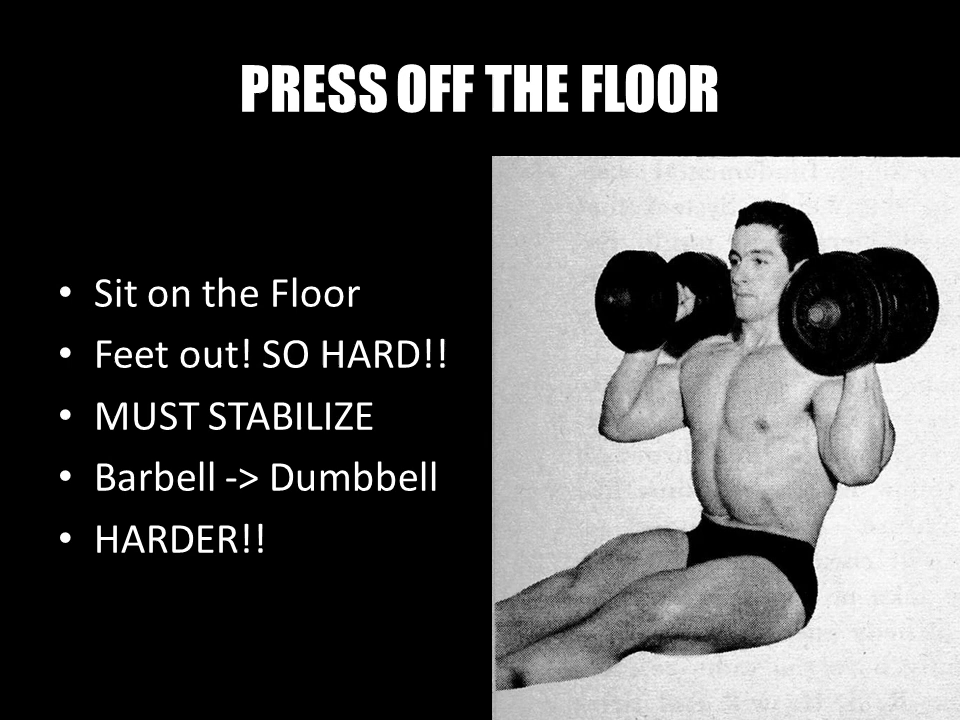 PRESS OFF THE FLOOR
• Sit on the Floor
• Feet out! SO HARD!!
• MUST STABILIZE
• Barbell -> Dumbbell
• HARDER!!